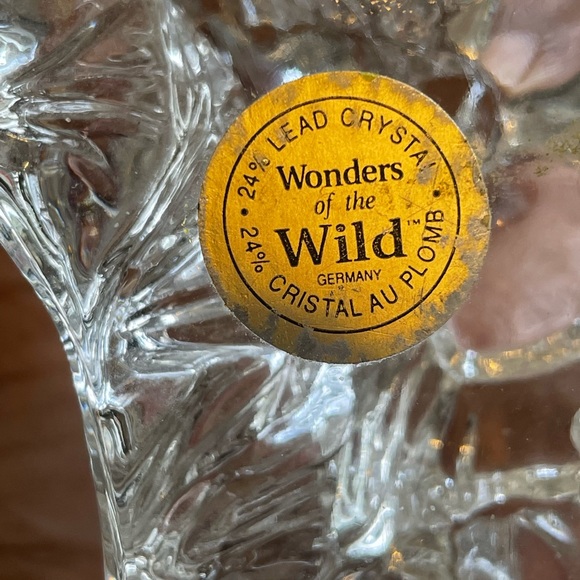 24% LEAD CRYSTAL
Wonders
of the
Wild™
GERMANY
24% CRISTAL AU PLOMB